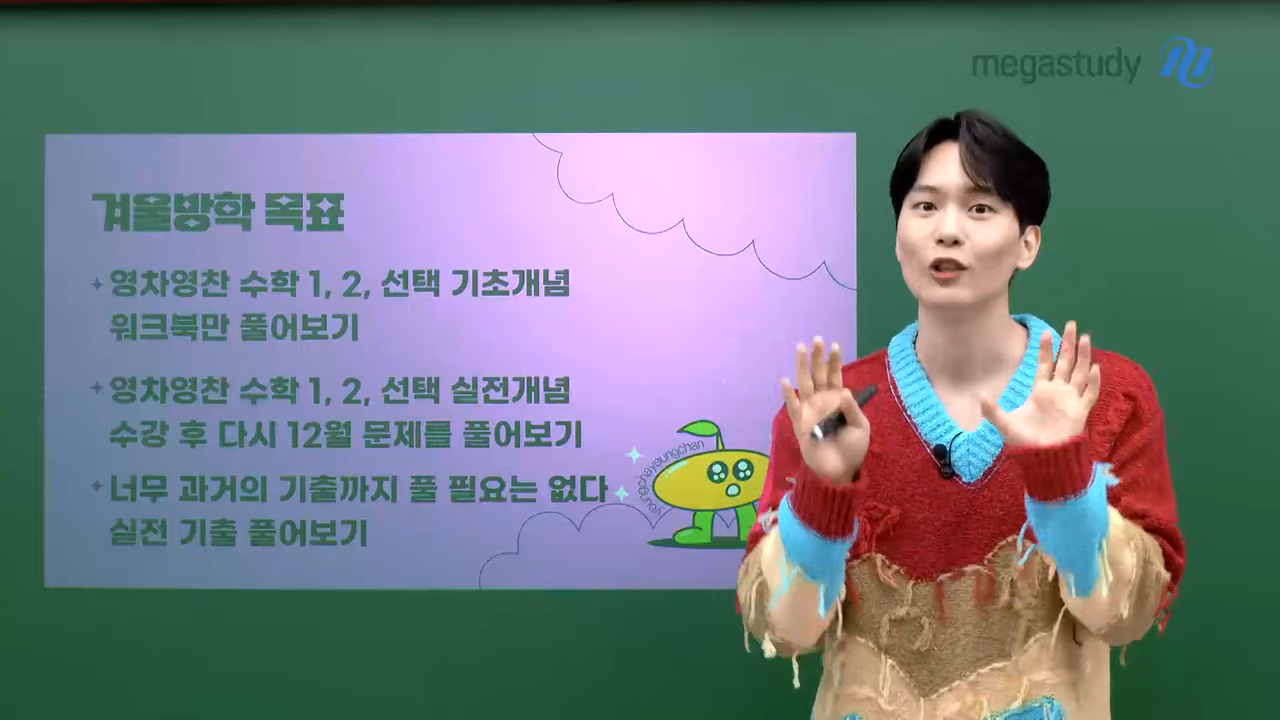 megastudy
겨울방학 목표
영차영찬 수학 1, 2, 선택 기초개념
워크북만 풀어보기
영차영찬 수학 1, 2, 선택 실전개념
수강 후 다시 12월 문제를 풀어보기
너무 과거의 기출까지 풀 필요는 없다
실전 기출 풀어보기
youngchayoungchan